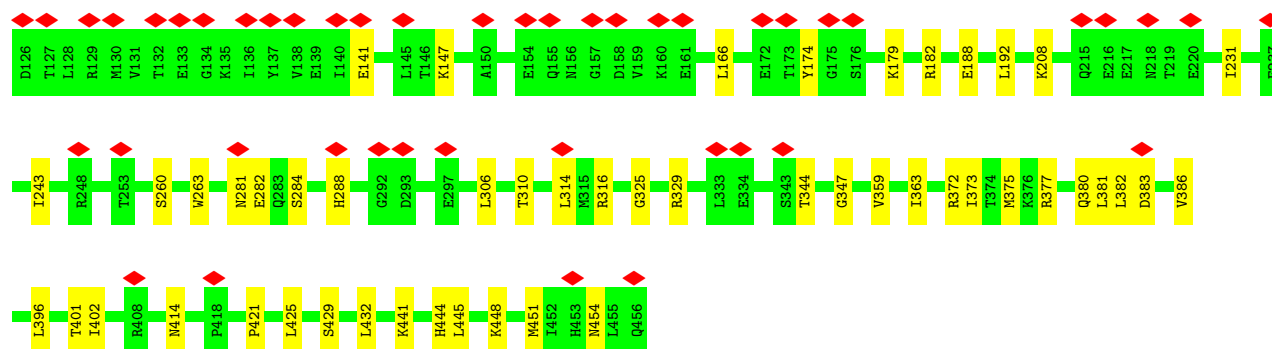 D126 T127 L128 R129 M130 V131 T132 E133 G134 K135 I136 Y137 V138 E139 I140 E141 L145 T146 K147 A150 E154 Q155 N156 G157 D158 V159 K160 E161 L166 E172 T173 Y174 G175 S176 K179 R182 E188 L192 K208 Q215 E216 E217 N218 T219 E220 I231
I243 R248 T253 S260 W263 N281 E282 Q283 S284 H288 G292 D293 E297 L306 T310 L314 M315 R316 G325 R329 L333 E334 S343 T344 G347 V359 I363 R372 I373 T374 M375 K376 R377 Q380 L381 L382 D383 V386
L396 T401 I402 R408 N414 P418 P421 L425 S429 L432 K441 H444 L445 K448 M451 I452 H453 N454 L455 Q456